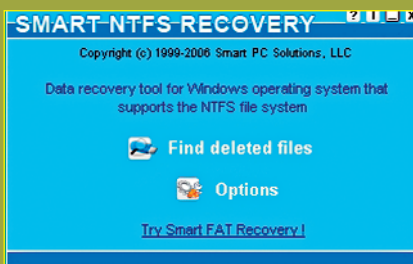 SMART NTFS RECOVERY
Copyright (c) 1999-2006 Smart PC Solutions, LLC
Data recovery tool for Windows operating system that
supports the NTFS file system
Find deleted files
Options
Try Smart FAT Recovery !